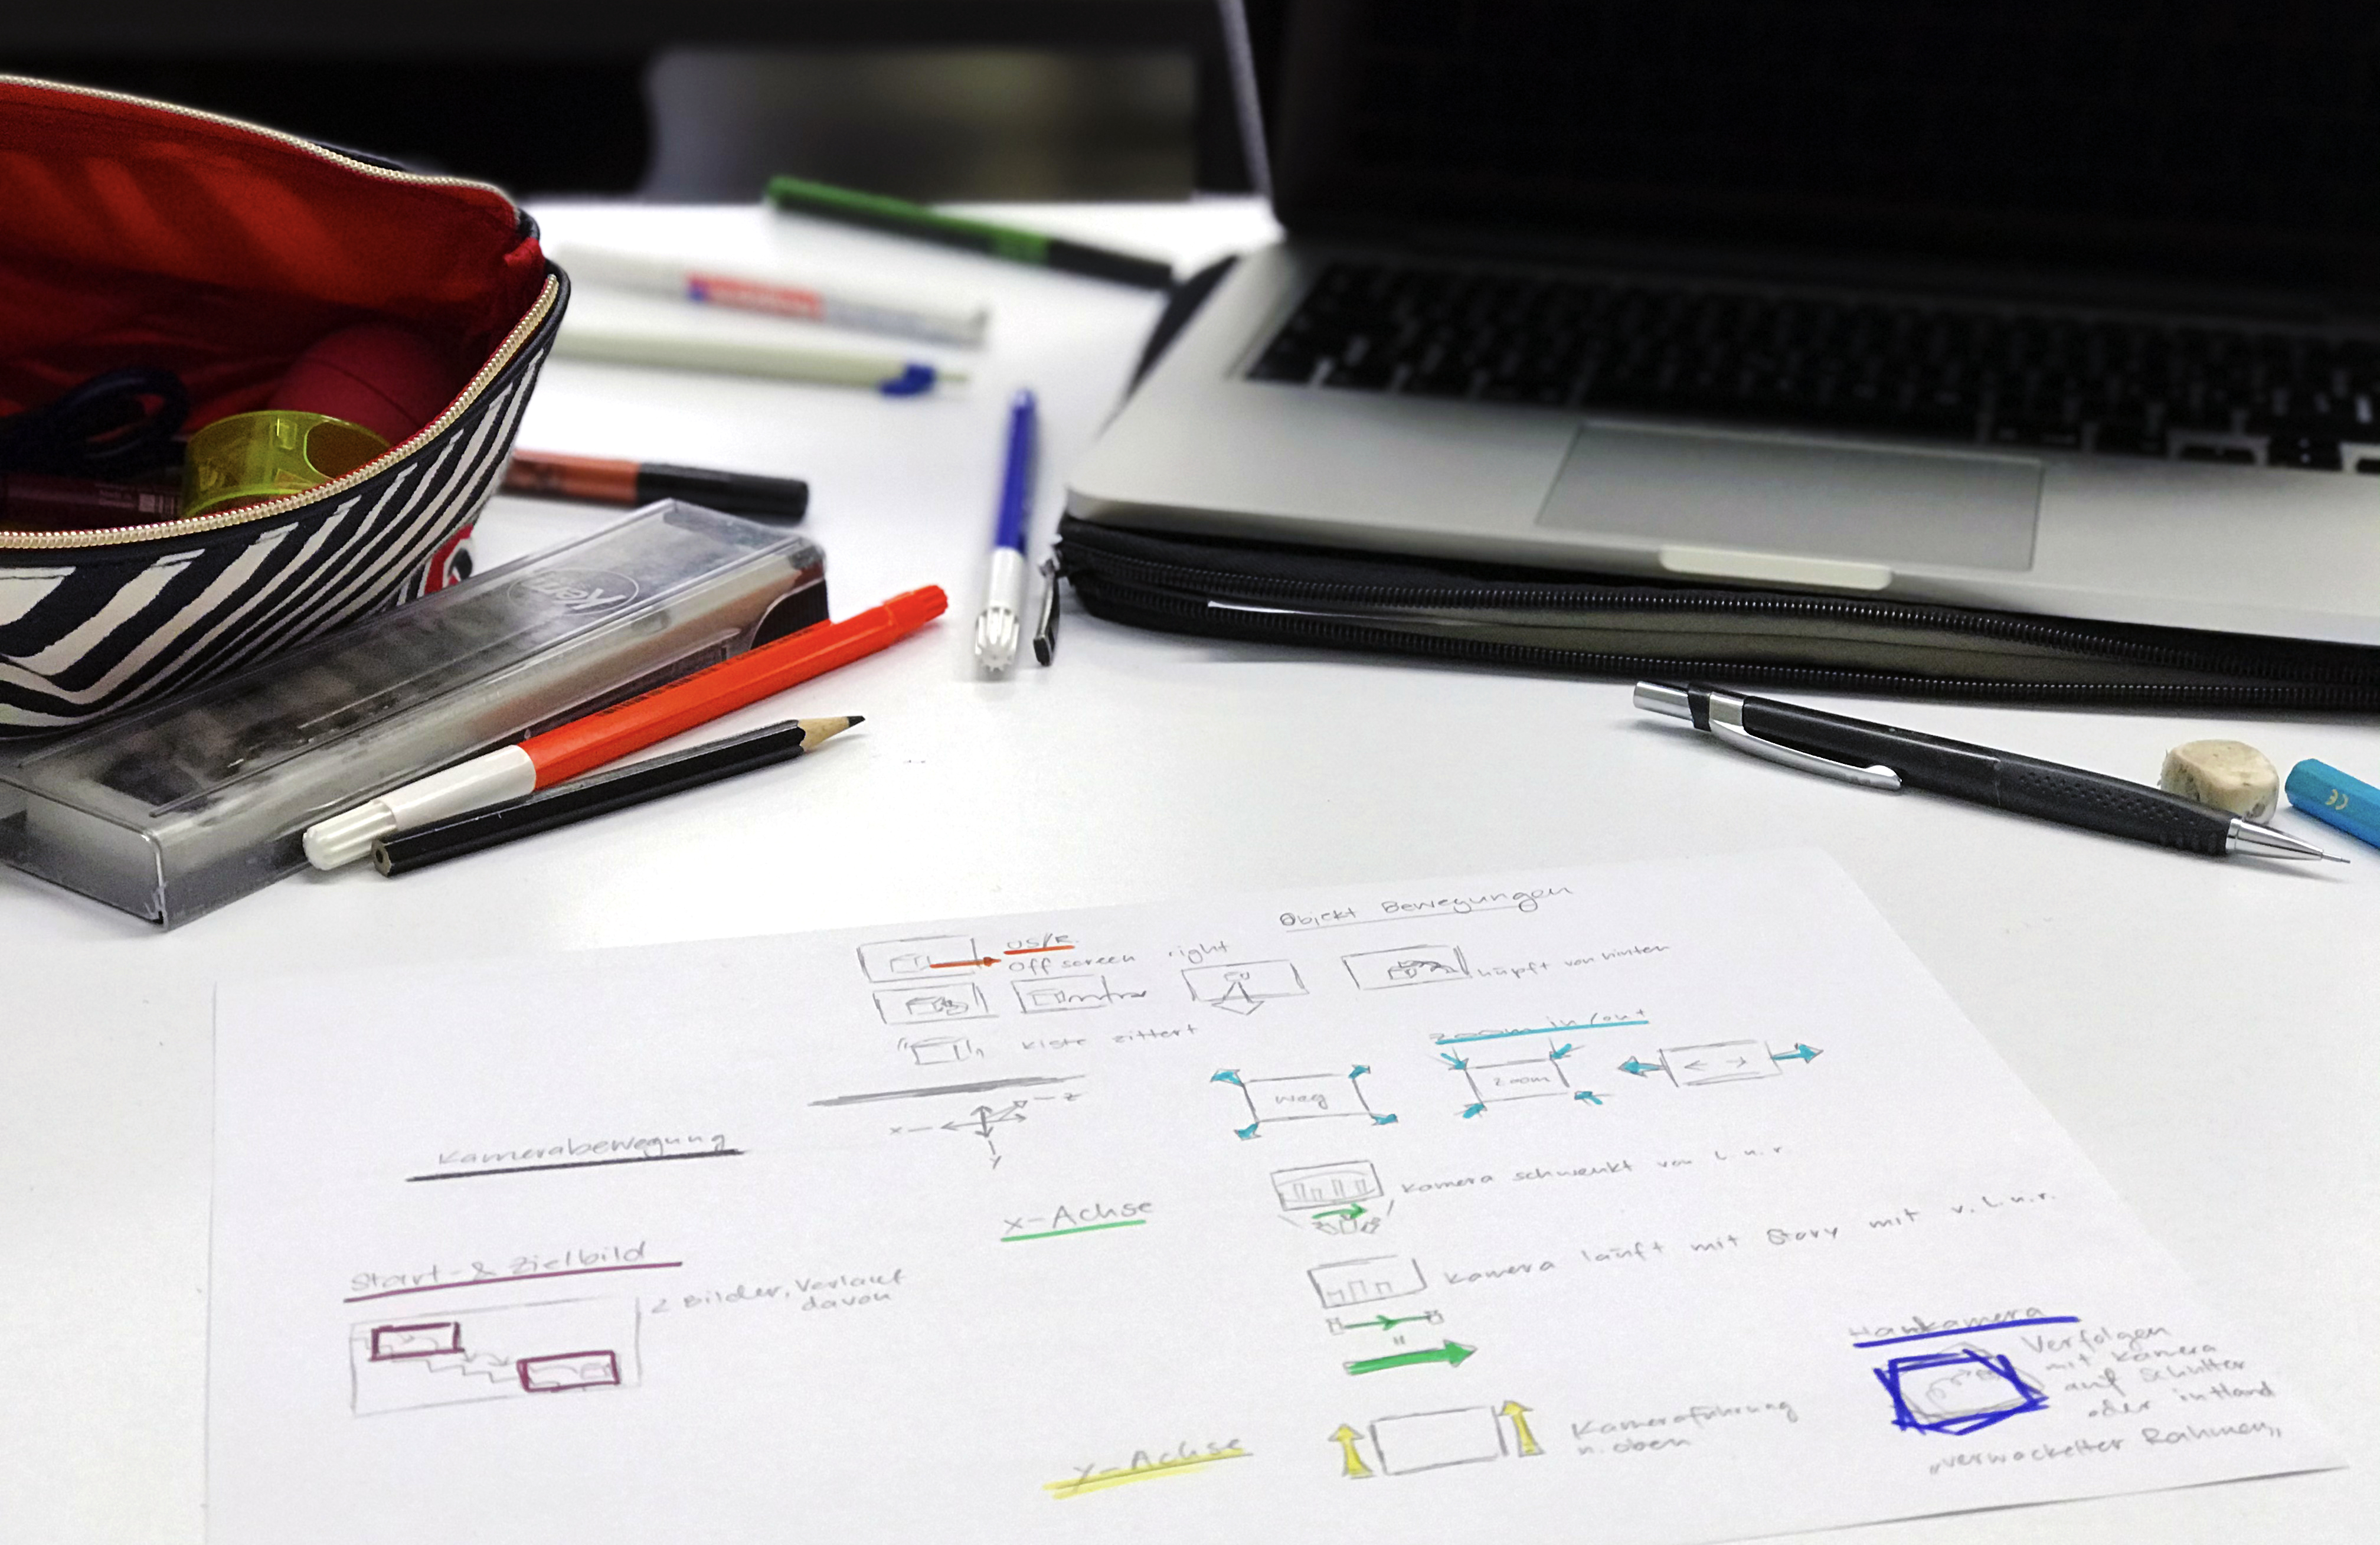 Objekt Bewegungen
OS/R
Off screen right
hüpft von hinten
Kiste zittert
zoom in/out
weg
zoom
< >
x
z
y
Kamerabewegung
x-Achse
Kamera schwenkt von l. n. r
Kamera läuft mit Story mit v. l. n. r.
"
Start- & Zielbild
2 Bilder, Verlauf
davon
Hankamera
Verfolgen
mit Kamera
auf Schulter
oder in Hand
„verwackelter Rahmen„
y-Achse
Kameraführung
n. oben